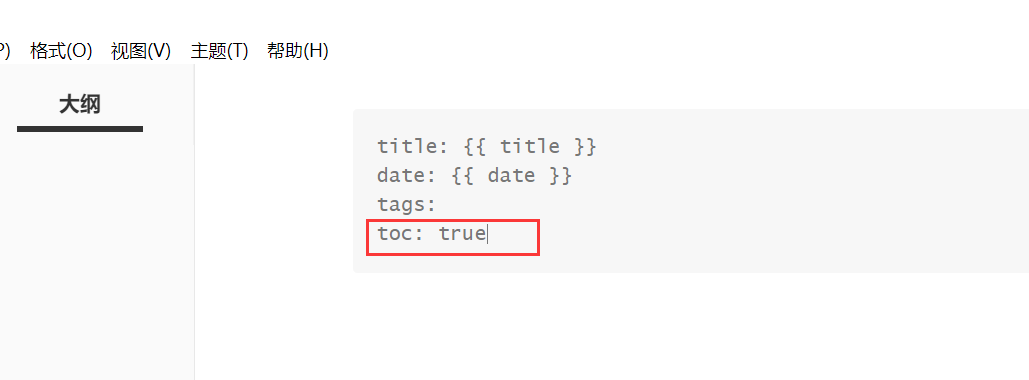 P) 格式(O) 视图(V) 主题(T) 帮助(H)
大纲
title: {{ title }}
date: {{ date }}
tags:
toc: true